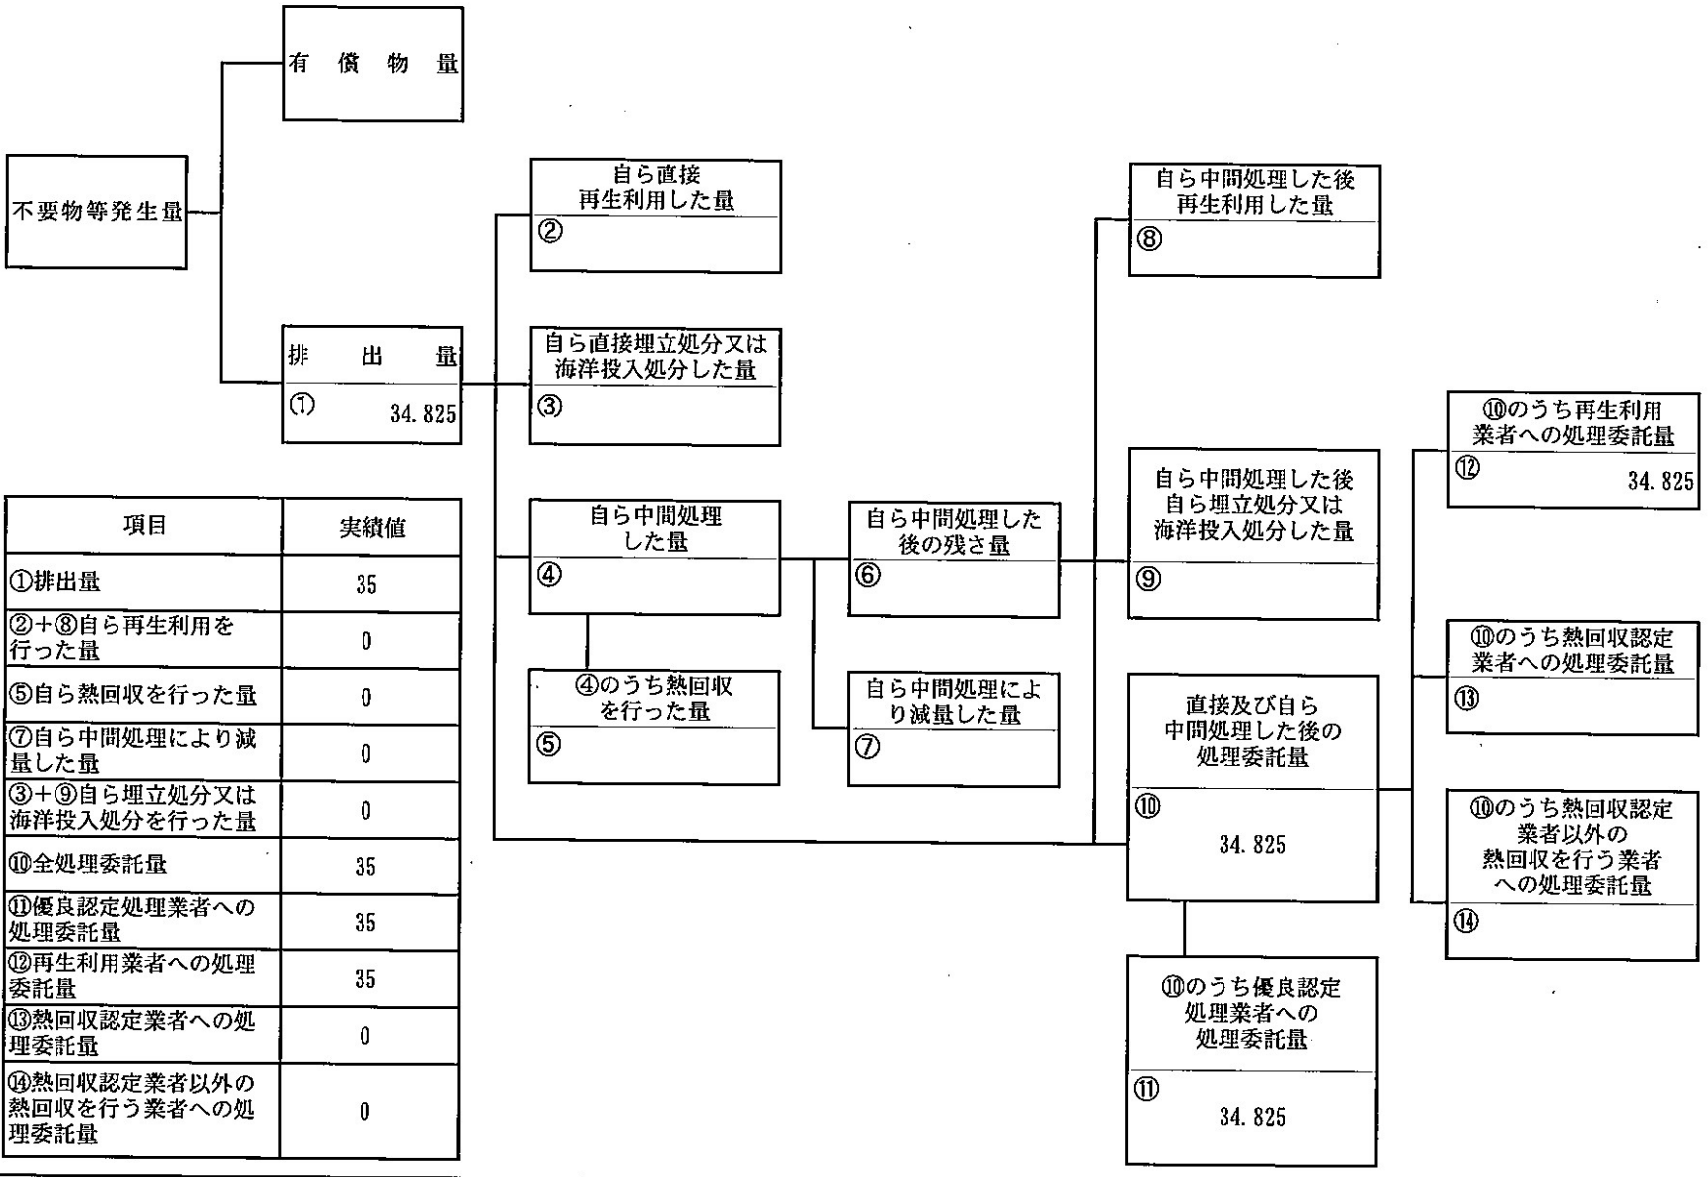 有償物量
不要物等発生量
排出量
① 34.825
自ら直接
再生利用した量
②
自ら直接埋立処分又は
海洋投入処分した量
③
自ら中間処理
した量
④
④のうち熱回収
を行った量
⑤
自ら中間処理した
後の残さ量
⑥
自ら中間処理によ
り減量した量
⑦
自ら中間処理した後
再生利用した量
⑧
自ら中間処理した後
自ら埋立処分又は
海洋投入処分した量
⑨
直接及び自ら
中間処理した後の
処理委託量
⑩
34.825
⑩のうち優良認定
処理業者への
処理委託量
⑪
34.825
⑩のうち再生利用
業者への処理委託量
⑫ 34.825
⑩のうち熱回収認定
業者への処理委託量
⑬
⑩のうち熱回収認定
業者以外の
熱回収を行う業者
への処理委託量
⑭
項目 実績値
①排出量 35
②+⑧自ら再生利用を
行った量 0
⑤自ら熱回収を行った量 0
⑦自ら中間処理により減
量した量 0
③+⑨自ら埋立処分又は
海洋投入処分を行った量 0
⑩全処理委託量 35
⑪優良認定処理業者への
処理委託量 35
⑫再生利用業者への処理
委託量 35
⑬熱回収認定業者への処
理委託量 0
⑭熱回収認定業者以外の
熱回収を行う業者への処
理委託量 0